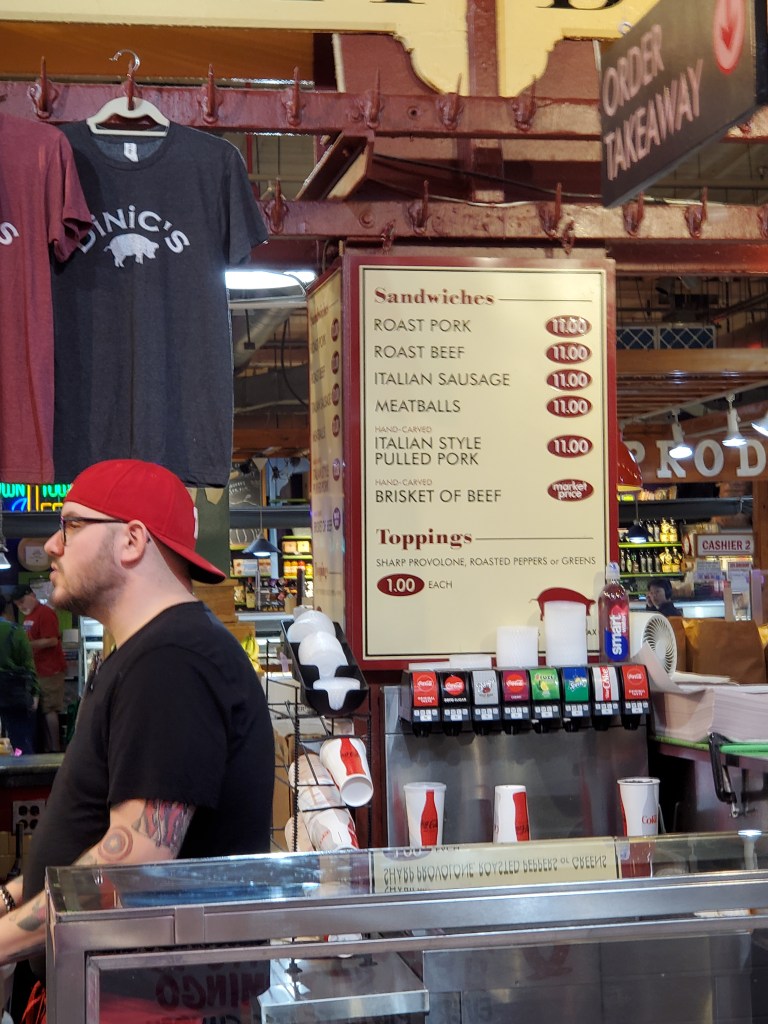 ORDER
TAKEAWAY
DiNiC'S
S
Sandwiches
ROAST PORK 11.00
ROAST BEEF 11.00
ITALIAN SAUSAGE 11.00
MEATBALLS 11.00
HAND-CARVED
ITALIAN STYLE 11.00
PULLED PORK
HAND-CARVED
BRISKET OF BEEF market price
Toppings
SHARP PROVOLONE, ROASTED PEPPERS or GREENS
1.00 EACH
Sandwiches
PROD
CASHIER 2
smart
SHARP PROVOLONE, ROASTED PEPPERS or GREENS